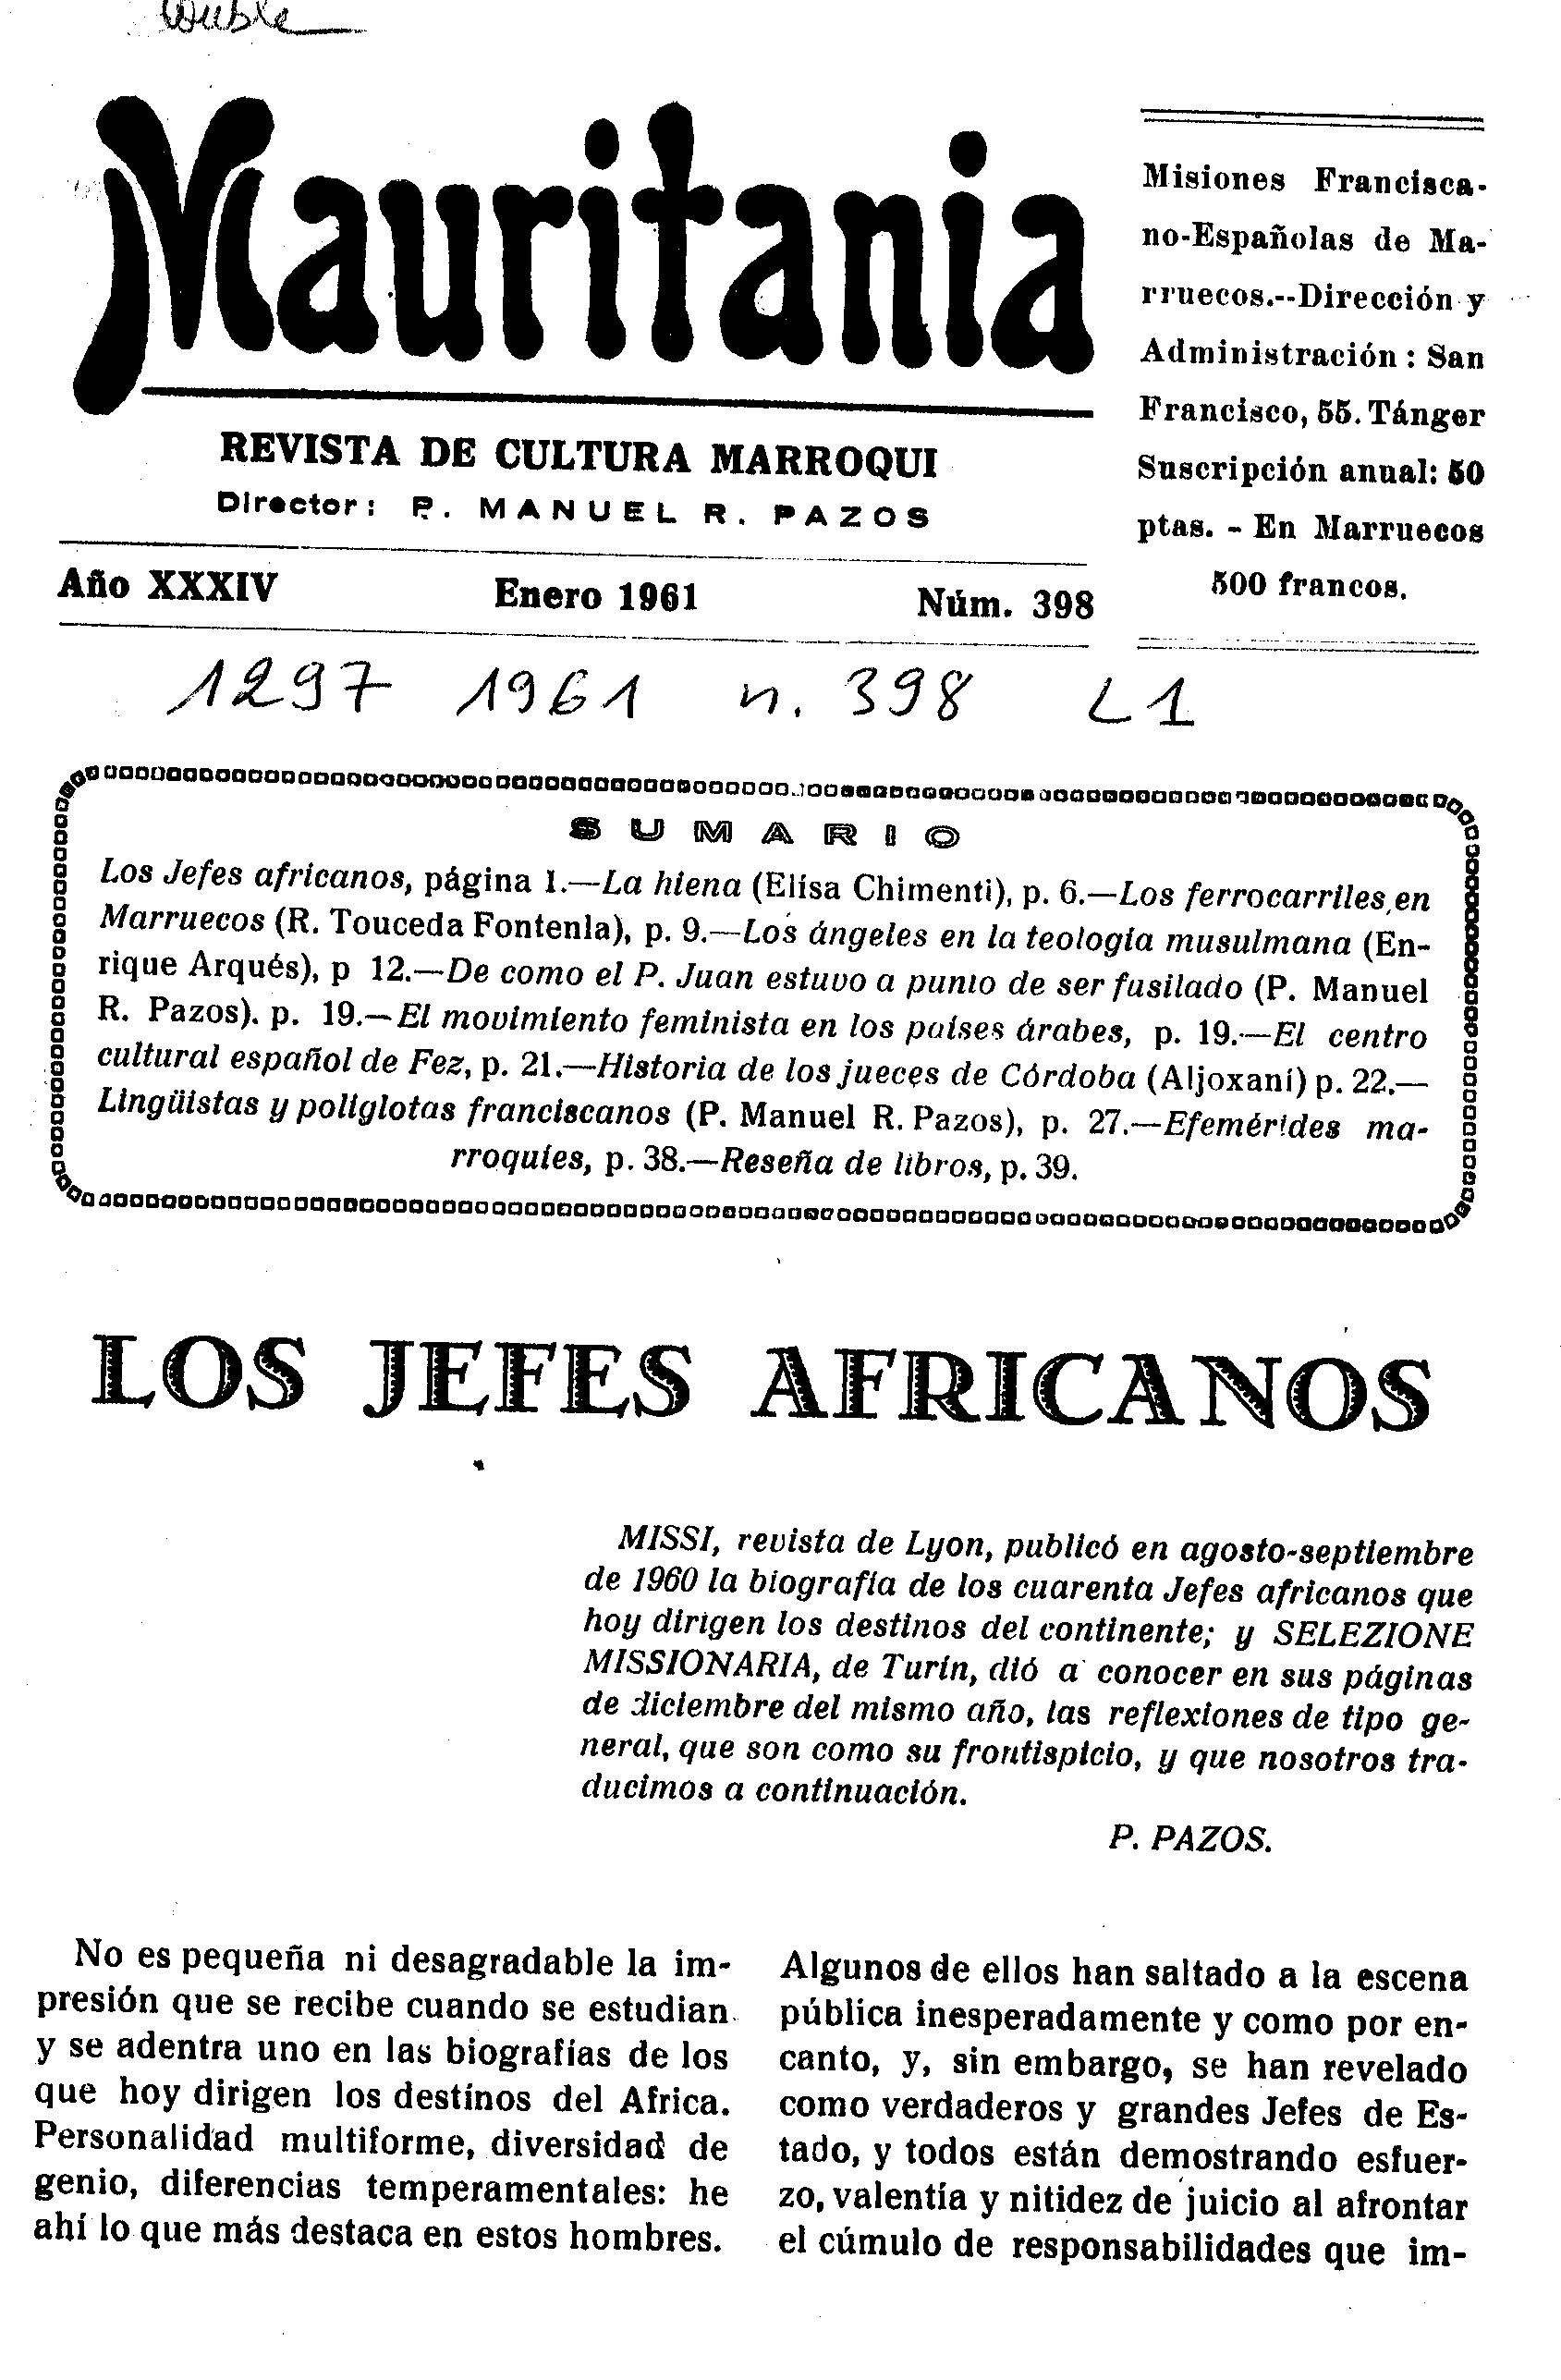 Mauritania
REVISTA DE CULTURA MARROQUI
Director: P. MANUEL R. PAZOS
Año XXXIV Enero 1961 Núm. 398
Misiones Francisca-
no-Españolas de Ma-
rruecos.--Dirección y
Administración: San
Francisco, 55. Tánger
Suscripción anual: 50
ptas. - En Marruecos
500 francos.
1297 1961 n. 398 L1
SUMARIO
Los Jefes africanos, página 1.—La hiena (Elisa Chimenti), p. 6.—Los ferrocarriles en
Marruecos (R. Touceda Fontenla), p. 9.—Los ángeles en la teología musulmana (En-
rique Arqués), p 12.—De como el P. Juan estuvo a punto de ser fusilado (P. Manuel
R. Pazos). p. 19.—El movimiento feminista en los países árabes, p. 19.—El centro
cultural español de Fez, p. 21.—Historia de los jueces de Córdoba (Aljoxaní) p. 22.—
Lingüistas y políglotas franciscanos (P. Manuel R. Pazos), p. 27.—Efemérides ma-
rroquíes, p. 38.—Reseña de libros, p. 39.
LOS JEFES AFRICANOS
MISSI, revista de Lyon, publicó en agosto-septiembre
de 1960 la biografía de los cuarenta Jefes africanos que
hoy dirigen los destinos del continente; y SELEZIONE
MISSIONARIA, de Turín, dió a conocer en sus páginas
de diciembre del mismo año, las reflexiones de tipo ge-
neral, que son como su frontispicio, y que nosotros tra-
ducimos a continuación.
P. PAZOS.
No es pequeña ni desagradable la im-
presión que se recibe cuando se estudian
y se adentra uno en las biografías de los
que hoy dirigen los destinos del Africa.
Personalidad multiforme, diversidad de
genio, diferencias temperamentales: he
ahí lo que más destaca en estos hombres.
Algunos de ellos han saltado a la escena
pública inesperadamente y como por en-
canto, y, sin embargo, se han revelado
como verdaderos y grandes Jefes de Es-
tado, y todos están demostrando esfuer-
zo, valentía y nitidez de juicio al afrontar
el cúmulo de responsabilidades que im-